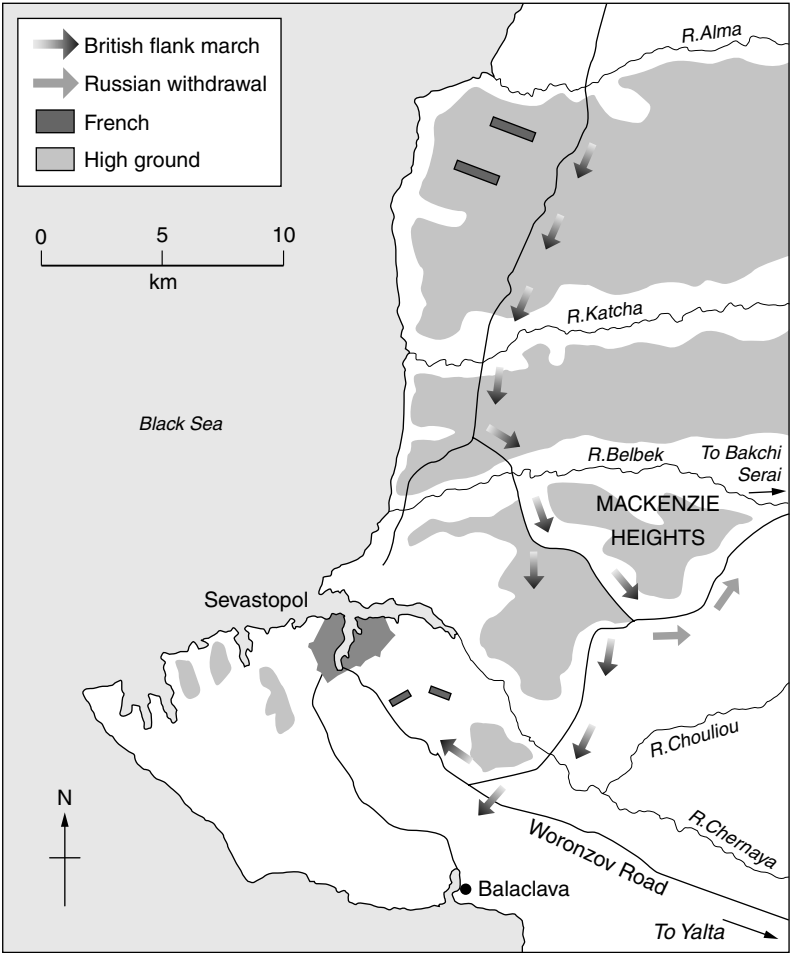 British flank march
Russian withdrawal
French
High ground
0 5 10
km
R.Alma
R.Katcha
Black Sea
R.Belbek
To Bakchi
Serai
MACKENZIE
HEIGHTS
Sevastopol
R.Chouliou
N
R.Chernaya
Woronzov Road
Balaclava
To Yalta